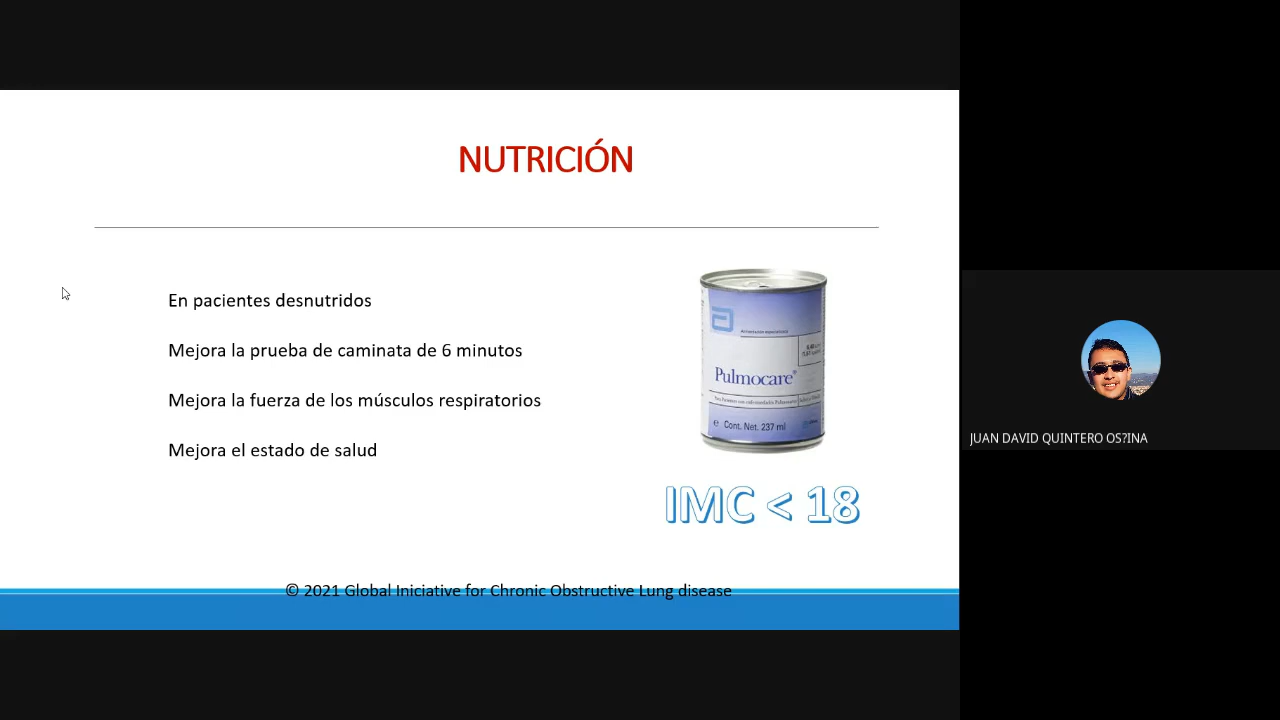 NUTRICIÓN
En pacientes desnutridos
Mejora la prueba de caminata de 6 minutos
Mejora la fuerza de los músculos respiratorios
Mejora el estado de salud
Pulmocare®
e Cont. Net. 237 ml
IMC < 18
© 2021 Global Iniciative for Chronic Obstructive Lung disease
JUAN DAVID QUINTERO OS?INA